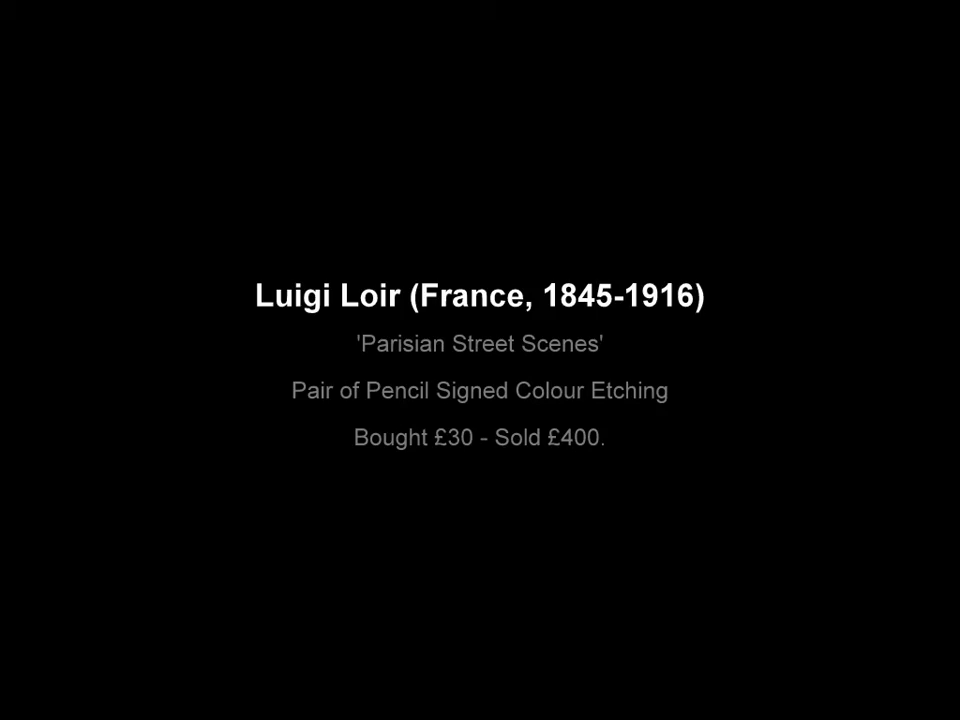 Luigi Loir (France, 1845-1916)
'Parisian Street Scenes'
Pair of Pencil Signed Colour Etching
Bought £30 - Sold £400.